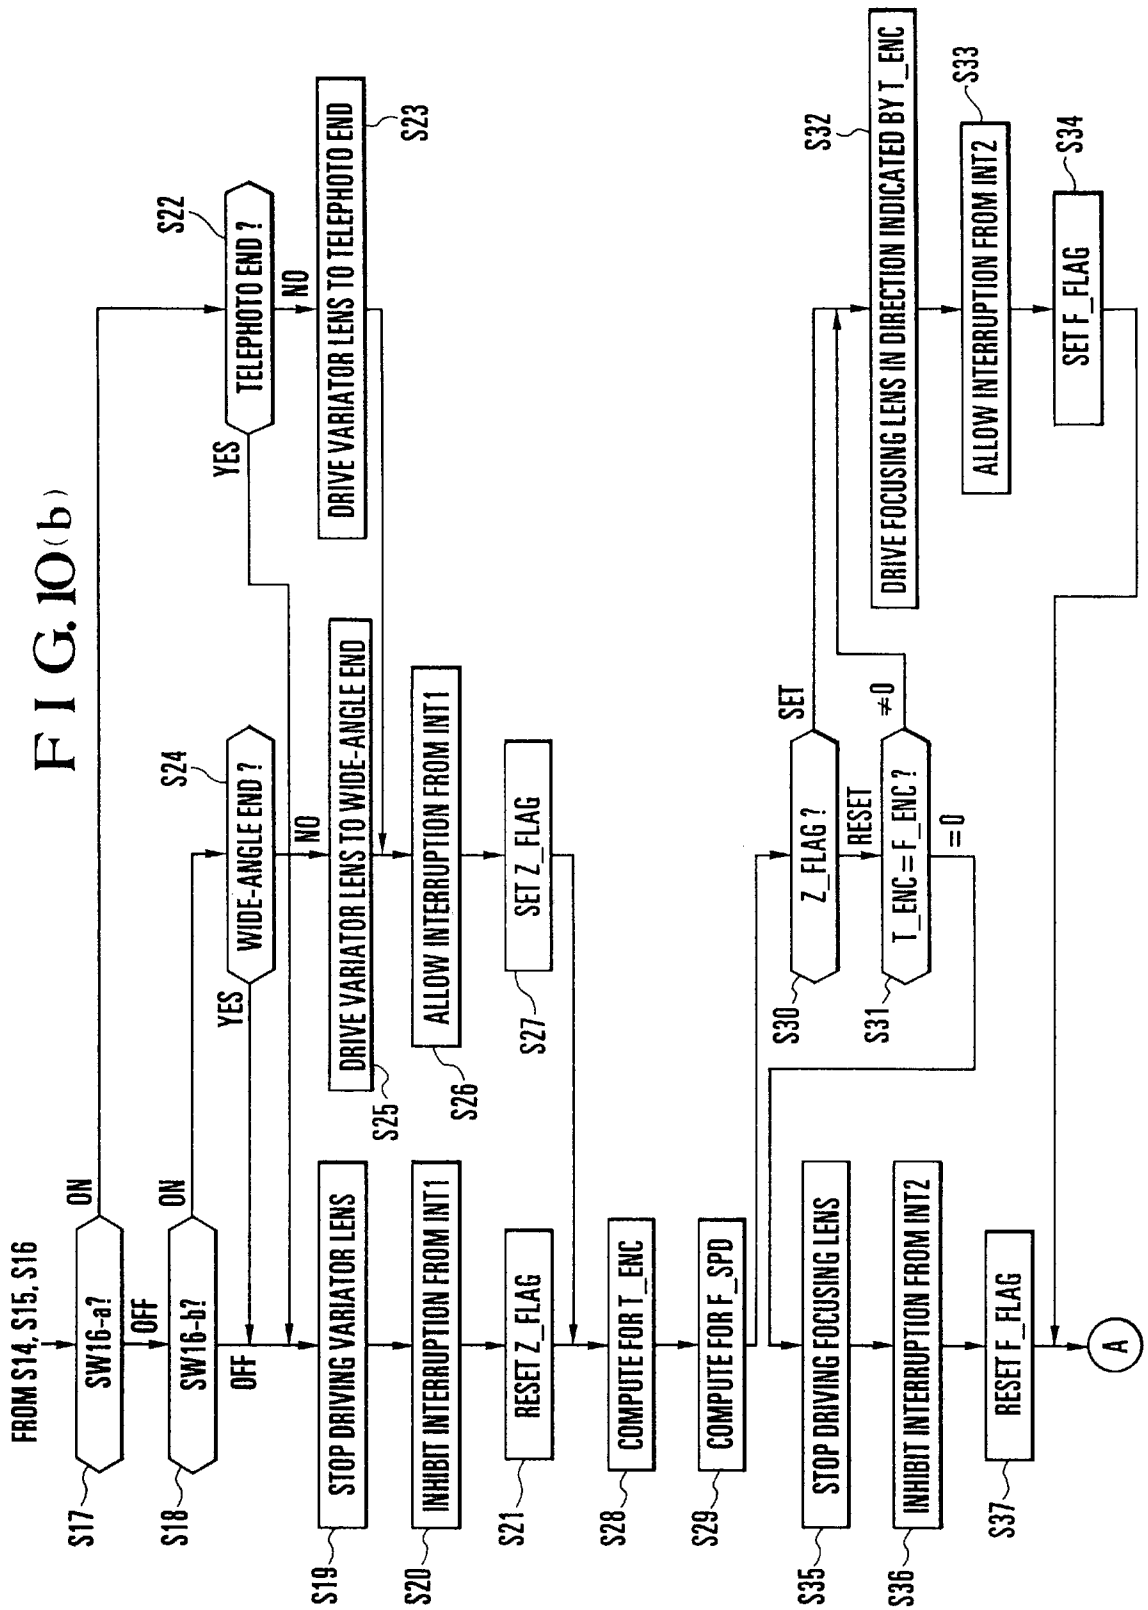 FIG.10(b)
FROM S14, S15, S16
SW16-a?
ON
S17
OFF
SW16-b?
ON
S18
OFF
TELEPHOTO END ?
S22
YES
NO
DRIVE VARIATOR LENS TO TELEPHOTO END
S23
WIDE-ANGLE END ?
S24
YES
NO
DRIVE VARIATOR LENS TO WIDE-ANGLE END
S25
ALLOW INTERRUPTION FROM INT1
S26
SET Z_FLAG
S27
STOP DRIVING VARIATOR LENS
S19
INHIBIT INTERRUPTION FROM INT1
S20
RESET Z_FLAG
S21
COMPUTE FOR T_ENC
S28
COMPUTE FOR F_SPD
S29
Z_FLAG ?
SET
S30
RESET
T_ENC = F_ENC ?
≠0
S31
=0
DRIVE FOCUSING LENS IN DIRECTION INDICATED BY T_ENC
S32
ALLOW INTERRUPTION FROM INT2
S33
SET F_FLAG
S34
STOP DRIVING FOCUSING LENS
S35
INHIBIT INTERRUPTION FROM INT2
S36
RESET F_FLAG
S37
A